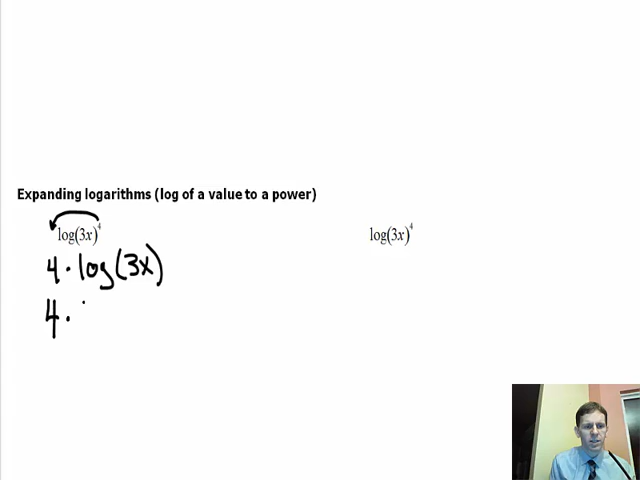 Expanding logarithms (log of a value to a power)
log(3x)⁴ log(3x)⁴
4 · log(3x)
4 ·